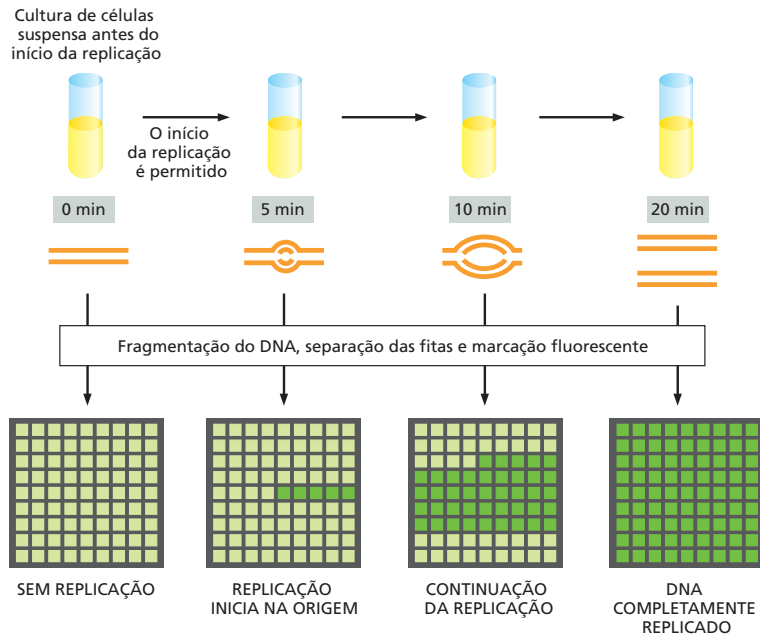 Cultura de células
suspensa antes do
início da replicação
O início
da replicação
é permitido
0 min
5 min
10 min
20 min
Fragmentação do DNA, separação das fitas e marcação fluorescente
SEM REPLICAÇÃO
REPLICAÇÃO
INICIA NA ORIGEM
CONTINUAÇÃO
DA REPLICAÇÃO
DNA
COMPLETAMENTE
REPLICADO